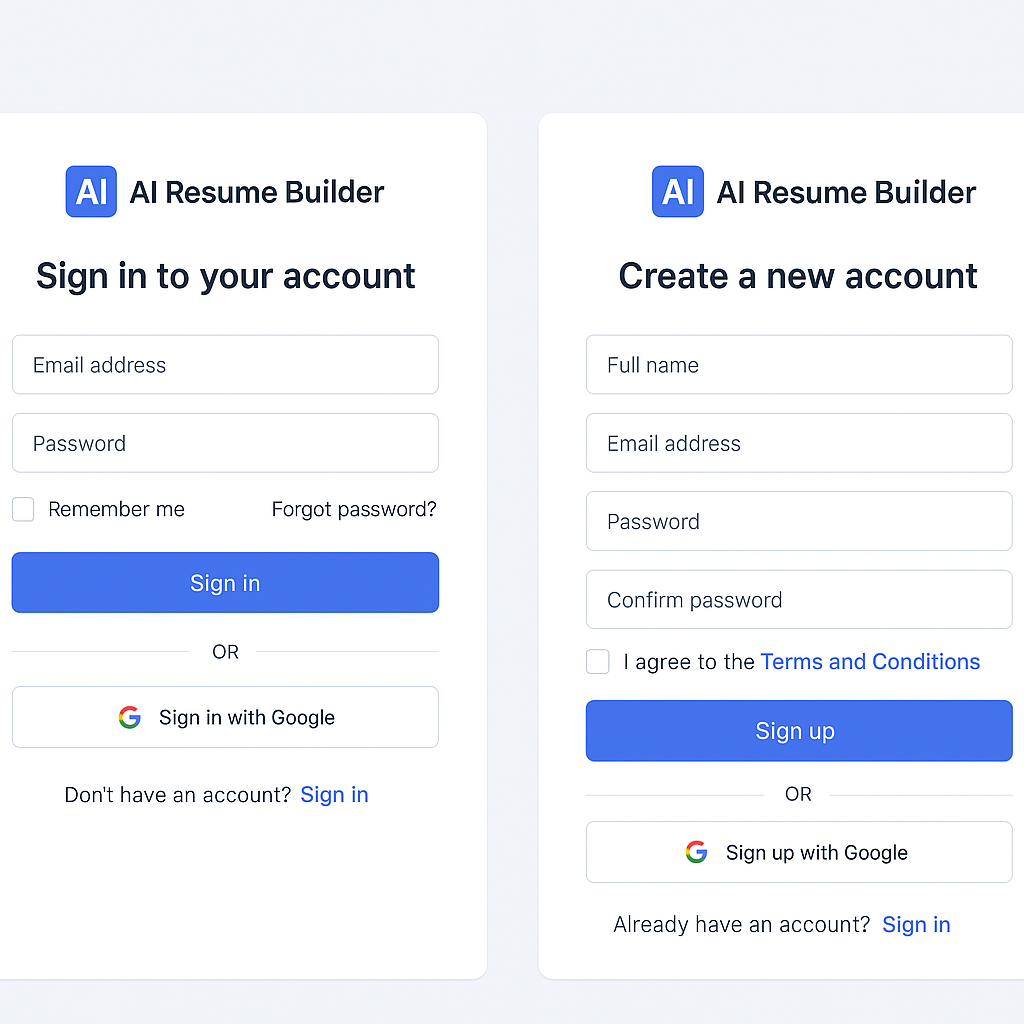 AI AI Resume Builder
Sign in to your account
Email address
Password
Remember me Forgot password?
Sign in
OR
Sign in with Google
Don't have an account? Sign in
AI AI Resume Builder
Create a new account
Full name
Email address
Password
Confirm password
I agree to the Terms and Conditions
Sign up
OR
Sign up with Google
Already have an account? Sign in